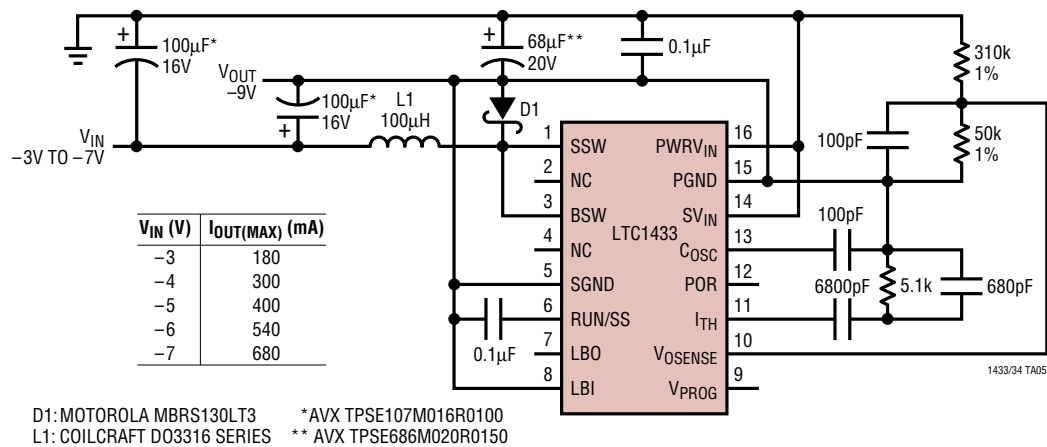 +
100µF*
16V
+
68µF**
20V
0.1µF
310k
1%
VOUT
−9V
100µF*
16V
+
L1
100µH
D1
VIN
−3V TO −7V
100pF
50k
1%
1
SSW
PWRVIN
16
2
NC
PGND
15
3
BSW
SVIN
14
LTC1433
4
NC
COSC
13
100pF
5
SGND
POR
12
6800pF
5.1k
680pF
6
RUN/SS
ITH
11
0.1µF
7
LBO
VOSENSE
10
8
LBI
VPROG
9
1433/34 TA05
VIN (V) IOUT(MAX) (mA)
−3 180
−4 300
−5 400
−6 540
−7 680
D1: MOTOROLA MBRS130LT3 *AVX TPSE107M016R0100
L1: COILCRAFT DO3316 SERIES ** AVX TPSE686M020R0150